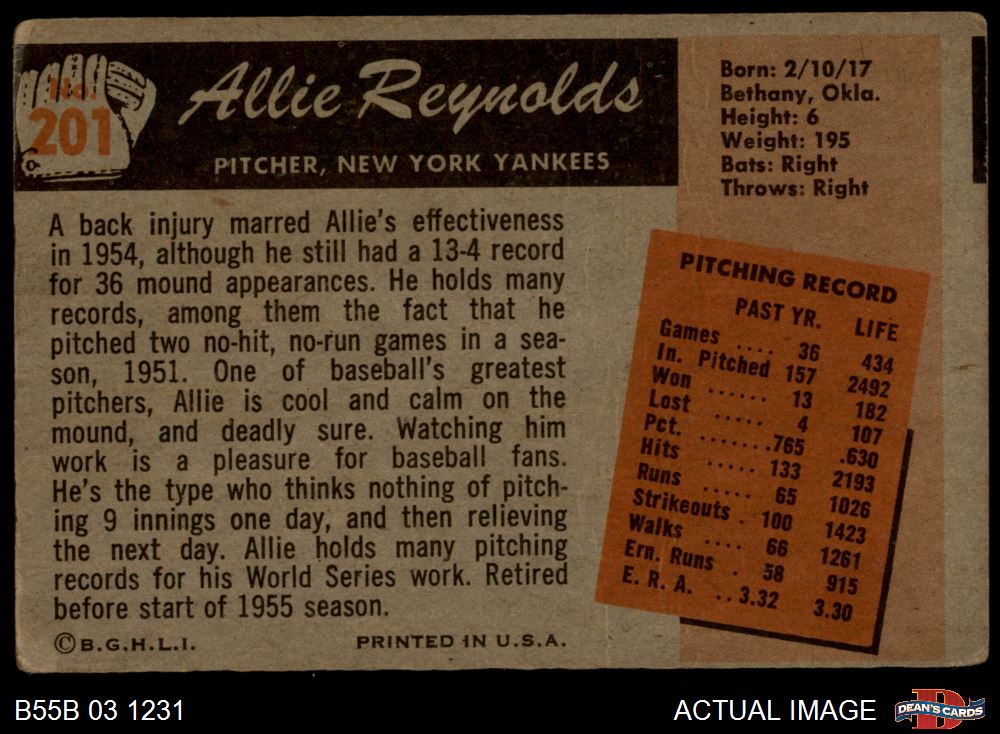 No.
201
Allie Reynolds
PITCHER, NEW YORK YANKEES
Born: 2/10/17
Bethany, Okla.
Height: 6
Weight: 195
Bats: Right
Throws: Right
A back injury marred Allie's effectiveness
in 1954, although he still had a 13-4 record
for 36 mound appearances. He holds many
records, among them the fact that he
pitched two no-hit, no-run games in a sea-
son, 1951. One of baseball's greatest
pitchers, Allie is cool and calm on the
mound, and deadly sure. Watching him
work is a pleasure for baseball fans.
He's the type who thinks nothing of pitch-
ing 9 innings one day, and then relieving
the next day. Allie holds many pitching
records for his World Series work. Retired
before start of 1955 season.
©B.G.H.L.I. PRINTED IN U.S.A.
PITCHING RECORD
PAST YR. LIFE
Games .... 36 434
In. Pitched 157 2492
Won ...... 13 182
Lost ..... 4 107
Pct. .......765 .630
Hits ..... 133 2193
Runs ..... 65 1026
Strikeouts . 100 1423
Walks .... 66 1261
Ern. Runs . 58 915
E. R. A. ..3.32 3.30
B55B 03 1231
ACTUAL IMAGE
DEAN'S CARDS